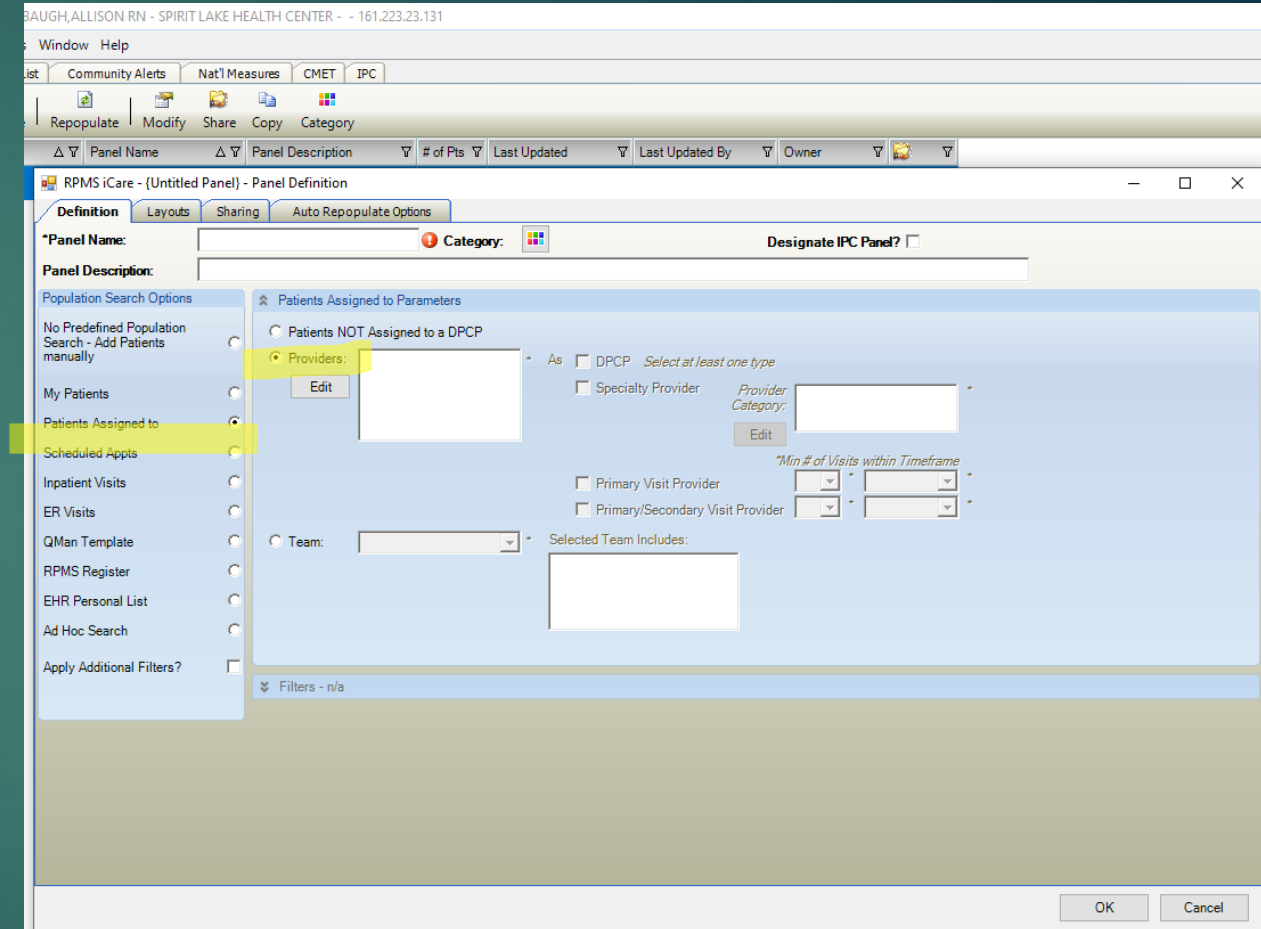 BAUGH,ALLISON RN - SPIRIT LAKE HEALTH CENTER - - 161.223.23.131
Window Help
Community Alerts Nat'l Measures CMET IPC
Repopulate Modify Share Copy Category
Panel Name Panel Description # of Pts Last Updated Last Updated By Owner
RPMS iCare - {Untitled Panel} - Panel Definition
Definition Layouts Sharing Auto Repopulate Options
*Panel Name: Category: Designate IPC Panel?
Panel Description:
Population Search Options
No Predefined Population
Search - Add Patients
manually
My Patients
Patients Assigned to
Scheduled Appts
Inpatient Visits
ER Visits
QMan Template
RPMS Register
EHR Personal List
Ad Hoc Search
Apply Additional Filters?
Patients Assigned to Parameters
Patients NOT Assigned to a DPCP
Providers: * As DPCP Select at least one type
Edit
Specialty Provider Provider
Category: *
Edit
*Min # of Visits within Timeframe
Primary Visit Provider * *
Primary/Secondary Visit Provider * *
Team: * Selected Team Includes:
Filters - n/a
OK Cancel